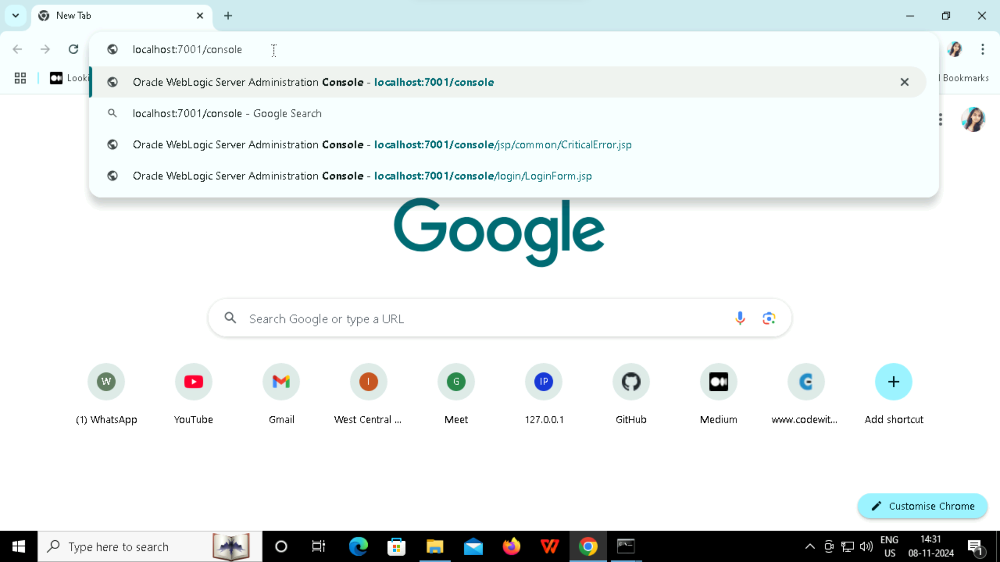 New Tab
localhost:7001/console
Looki
Oracle WebLogic Server Administration Console - localhost:7001/console
l Bookmarks
localhost:7001/console - Google Search
Oracle WebLogic Server Administration Console - localhost:7001/console/jsp/common/CriticalError.jsp
Oracle WebLogic Server Administration Console - localhost:7001/console/login/LoginForm.jsp
Google
Search Google or type a URL
W
I
G
IP
(1) WhatsApp
YouTube
Gmail
West Central ...
Meet
127.0.0.1
GitHub
Medium
www.codewit...
Add shortcut
Customise Chrome
Type here to search
ENG
US
14:31
08-11-2024
1